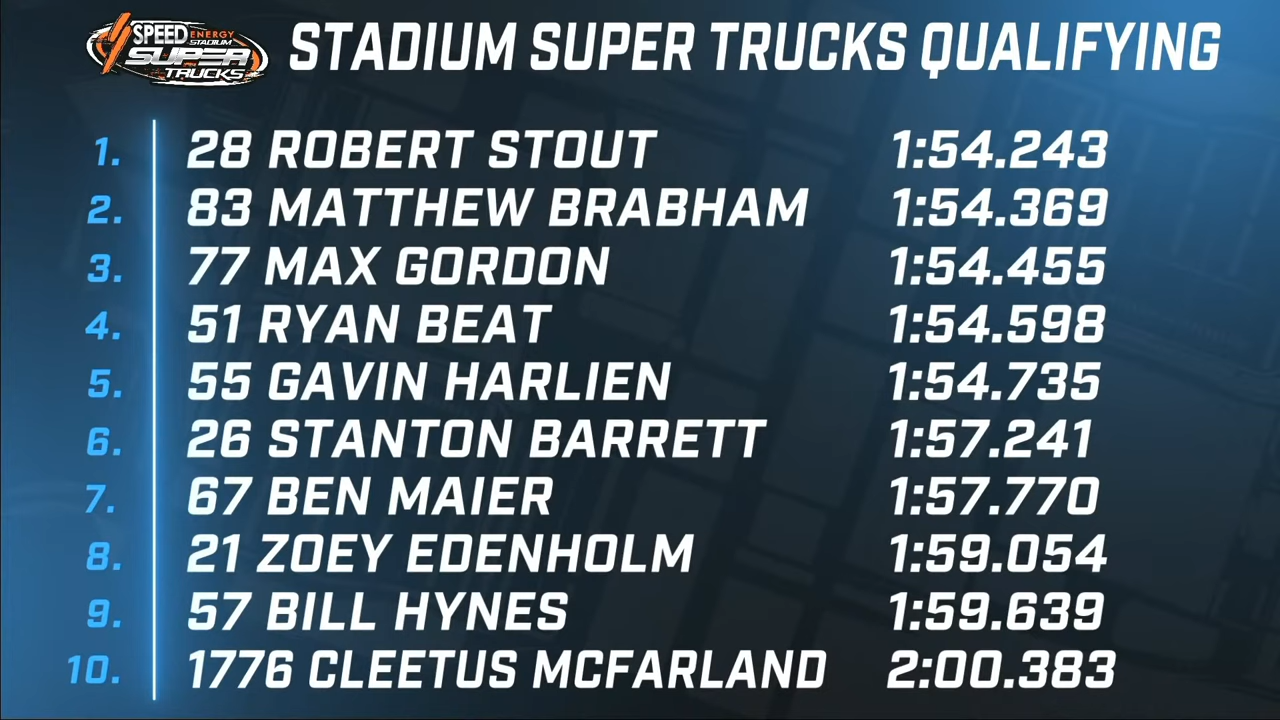 SPEED ENERGY
STADIUM
SUPER
TRUCKS
STADIUM SUPER TRUCKS QUALIFYING
1. 28 ROBERT STOUT 1:54.243
2. 83 MATTHEW BRABHAM 1:54.369
3. 77 MAX GORDON 1:54.455
4. 51 RYAN BEAT 1:54.598
5. 55 GAVIN HARLIEN 1:54.735
6. 26 STANTON BARRETT 1:57.241
7. 67 BEN MAIER 1:57.770
8. 21 ZOEY EDENHOLM 1:59.054
9. 57 BILL HYNES 1:59.639
10. 1776 CLEETUS MCFARLAND 2:00.383